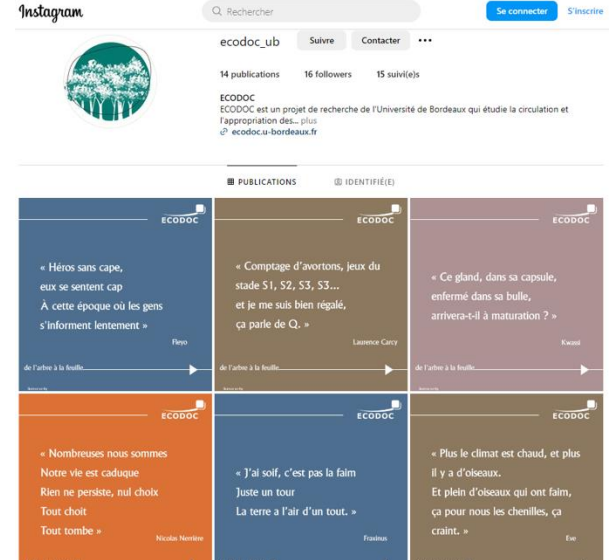 Instagram
Rechercher
Se connecter
S'inscrire
ecodoc_ub
Suivre
Contacter
14 publications
16 followers
15 suivi(e)s
ECODOC
ECODOC est un projet de recherche de l'Université de Bordeaux qui étudie la circulation et
l'appropriation des... plus
ecodoc.u-bordeaux.fr
PUBLICATIONS
IDENTIFIÉ(E)
ECODOC
« Héros sans cape,
eux se sentent cap
À cette époque où les gens
s'informent lentement »
Fleyo
de l'arbre à la feuille
ECODOC
« Comptage d'avortons, jeux du
stade S1, S2, S3, S3...
et je me suis bien régalé,
ça parle de Q. »
Laurence Carcy
de l'arbre à la feuille
ECODOC
« Ce gland, dans sa capsule,
enfermé dans sa bulle,
arrivera-t-il à maturation ? »
Kwassi
de l'arbre à la feuille
ECODOC
« Nombreuses nous sommes
Notre vie est caduque
Rien ne persiste, nul choix
Tout choit
Tout tombe »
Nicolas Nerrière
ECODOC
« J'ai soif, c'est pas la faim
Juste un tour
La terre a l'air d'un tout. »
Fraxinus
ECODOC
« Plus le climat est chaud, et plus
il y a d'oiseaux.
Et plein d'oiseaux qui ont faim,
ça pour nous les chenilles, ça
craint. »
Eve